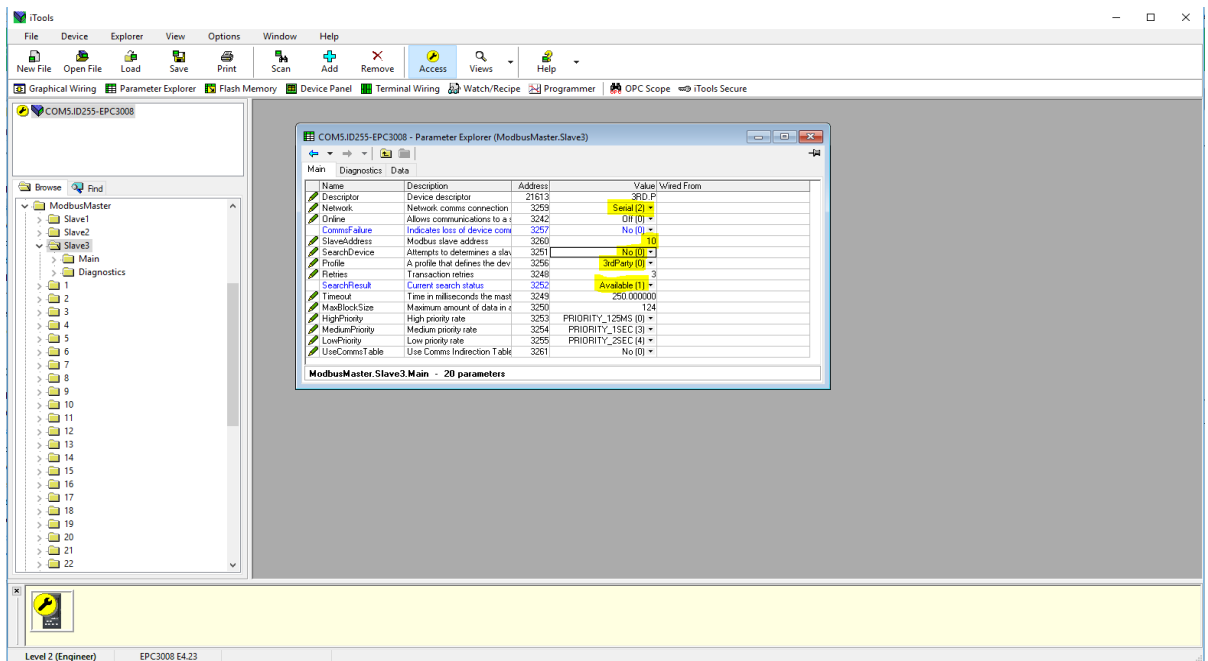 iTools
File Device Explorer View Options Window Help
New File Open File Load Save Print Scan Add Remove Access Views Help
Graphical Wiring Parameter Explorer Flash Memory Device Panel Terminal Wiring Watch/Recipe Programmer OPC Scope iTools Secure
COM5.ID255-EPC3008
Browse Find
ModbusMaster
Slave1
Slave2
Slave3
Main
Diagnostics
1
2
3
4
5
6
7
8
9
10
11
12
13
14
15
16
17
18
19
20
21
22
COM5.ID255-EPC3008 - Parameter Explorer (ModbusMaster.Slave3)
Main Diagnostics Data
Name Description Address Value Wired From
Descriptor Device descriptor 21613 3RD.P
Network Network comms connection 3259 Serial (2)
Online Allows communications to a s 3242 Off (0)
CommsFailure Indicates loss of device com 3257 No (0)
SlaveAddress Modbus slave address 3260 10
SearchDevice Attempts to determines a slav 3251 No (0)
Profile A profile that defines the dev 3256 3rdParty (0)
Retries Transaction retries 3248 3
SearchResult Current search status 3252 Available (1)
Timeout Time in milliseconds the mast 3249 250.000000
MaxBlockSize Maximum amount of data in a 3250 124
HighPriority High priority rate 3253 PRIORITY_125MS (0)
MediumPriority Medium priority rate 3254 PRIORITY_1SEC (3)
LowPriority Low priority rate 3255 PRIORITY_2SEC (4)
UseCommsTable Use Comms Indirection Table 3261 No (0)
ModbusMaster.Slave3.Main - 20 parameters
Level 2 (Engineer) EPC3008 E4.23